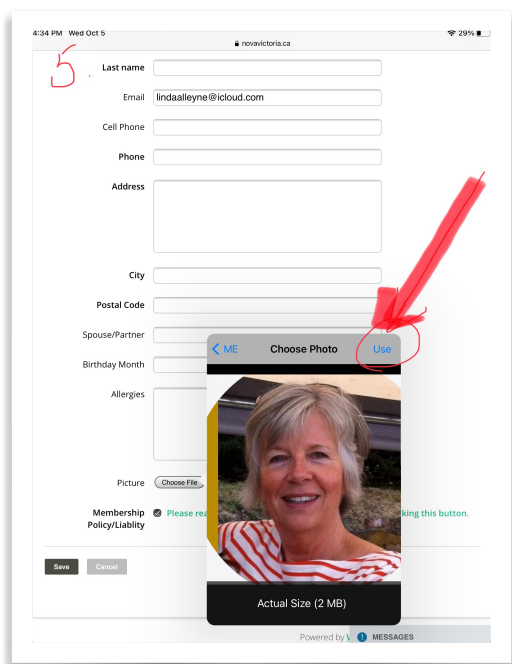 4:34 PM Wed Oct 5 29%
novavictoria.ca
5
Last name
Email lindaalleyne@icloud.com
Cell Phone
Phone
Address
City
Postal Code
Spouse/Partner
ME Choose Photo Use
Birthday Month
Allergies
Picture Choose File
Membership Policy/Liablity Please rea king this button.
Save Cancel
Actual Size (2 MB)
Powered by
! MESSAGES